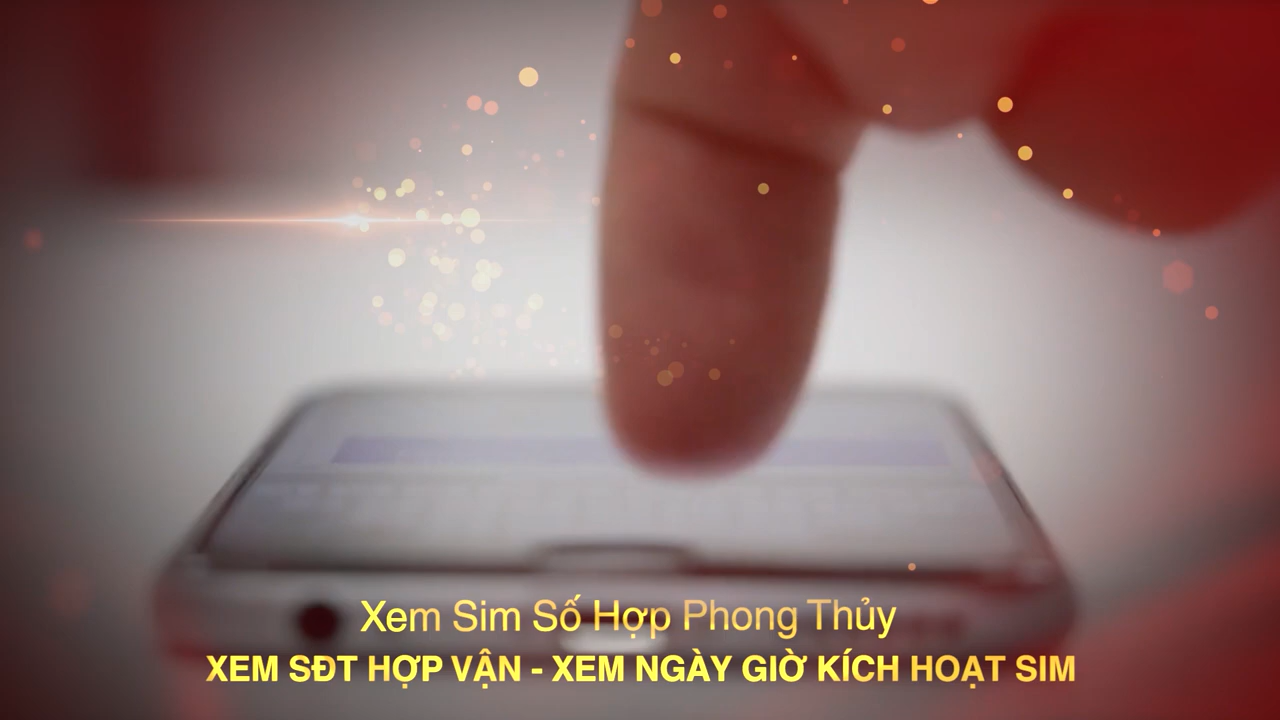 Xem Sim Số Hợp Phong Thủy
XEM SĐT HỢP VẬN - XEM NGÀY GIỜ KÍCH HOẠT SIM